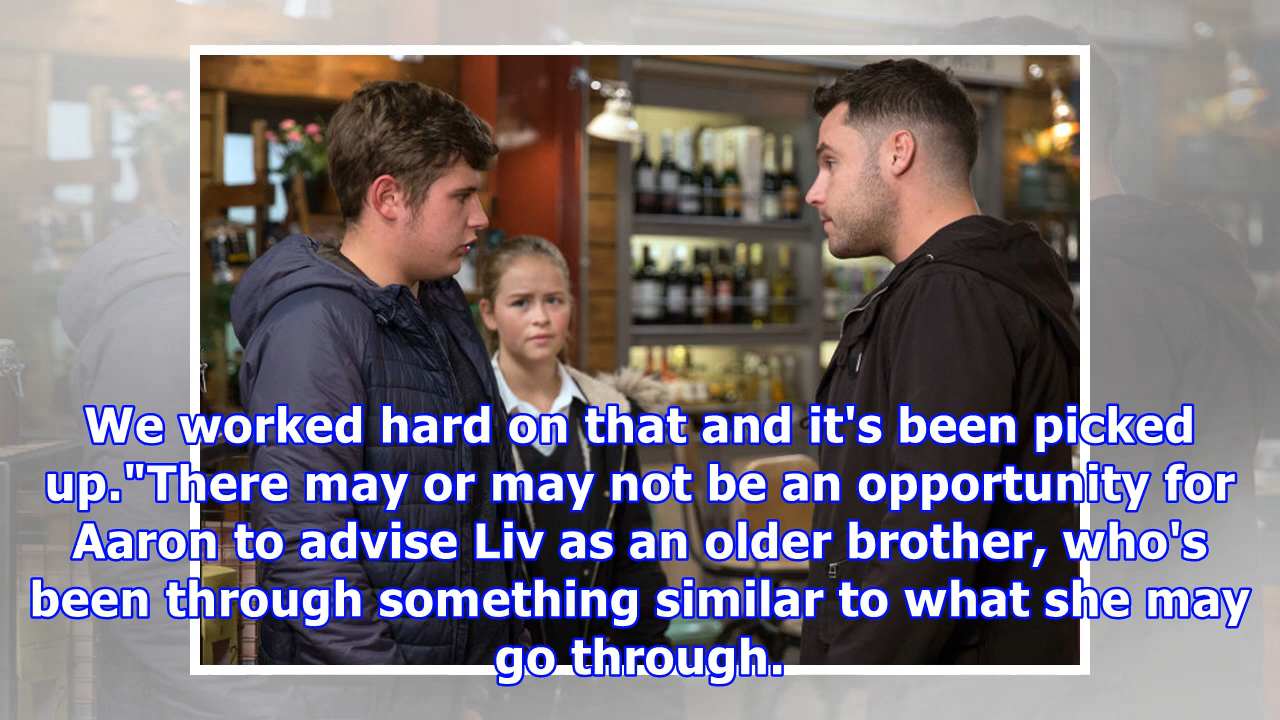 We worked hard on that and it's been picked
up."There may or may not be an opportunity for
Aaron to advise Liv as an older brother, who's
been through something similar to what she may
go through.